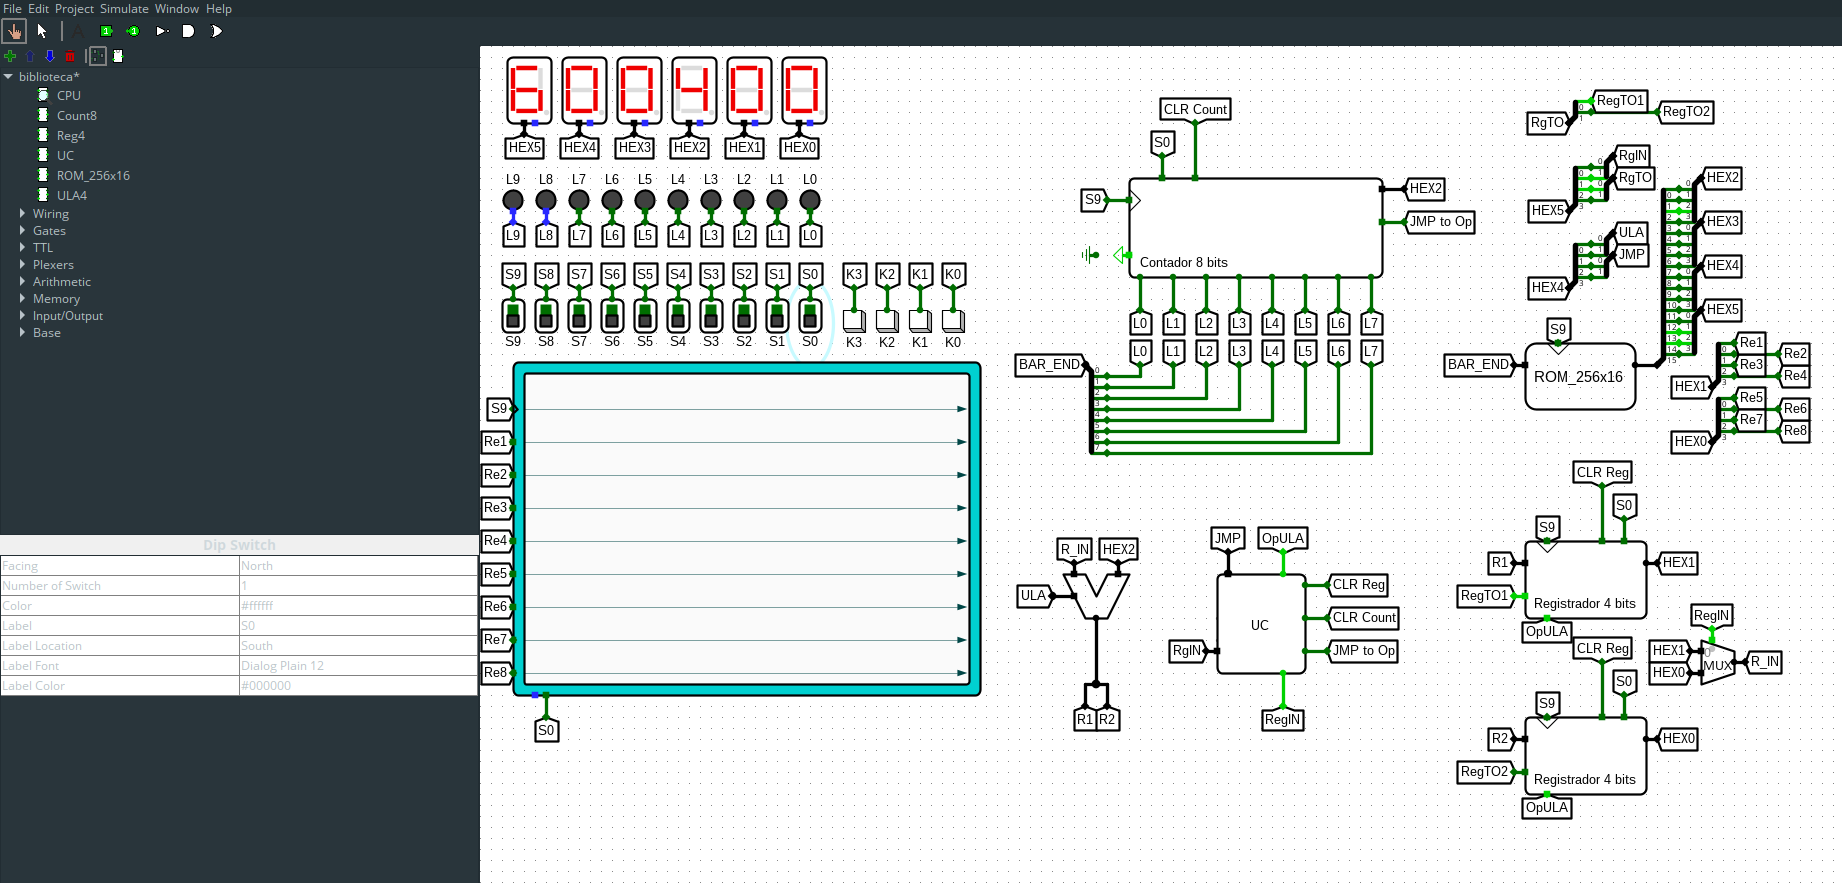 File Edit Project Simulate Window Help
biblioteca*
CPU
Count8
Reg4
UC
ROM_256x16
ULA4
Wiring
Gates
TTL
Plexers
Arithmetic
Memory
Input/Output
Base
Dip Switch
Facing North
Number of Switch 1
Color #ffffff
Label S0
Label Location South
Label Font Dialog Plain 12
Label Color #000000
6 0 0 4 0 0
HEX5 HEX4 HEX3 HEX2 HEX1 HEX0
L9 L8 L7 L6 L5 L4 L3 L2 L1 L0
L9 L8 L7 L6 L5 L4 L3 L2 L1 L0
S9 S8 S7 S6 S5 S4 S3 S2 S1 S0 K3 K2 K1 K0
S9 S8 S7 S6 S5 S4 S3 S2 S1 S0 K3 K2 K1 K0
S9
Re1
Re2
Re3
Re4
Re5
Re6
Re7
Re8
S0
CLR Count
S0
S9
HEX2
JMP to Op
Contador 8 bits
L0 L1 L2 L3 L4 L5 L6 L7
L0 L1 L2 L3 L4 L5 L6 L7
BAR_END
R_IN HEX2
ULA
R1 R2
JMP OpULA
CLR Reg
CLR Count
UC
RgIN
JMP to Op
RegIN
RegTO1
RgTO
RegTO2
RgIN
RgTO
HEX5
ULA
JMP
HEX4
HEX2
HEX3
HEX4
HEX5
S9
BAR_END
ROM_256x16
Re1
Re2
Re3
Re4
HEX1
Re5
Re6
Re7
Re8
HEX0
CLR Reg
S0
S9
R1
HEX1
RegTO1
Registrador 4 bits
OpULA
RegIN
HEX1
HEX0
MUX
R_IN
CLR Reg
S0
S9
R2
HEX0
RegTO2
Registrador 4 bits
OpULA